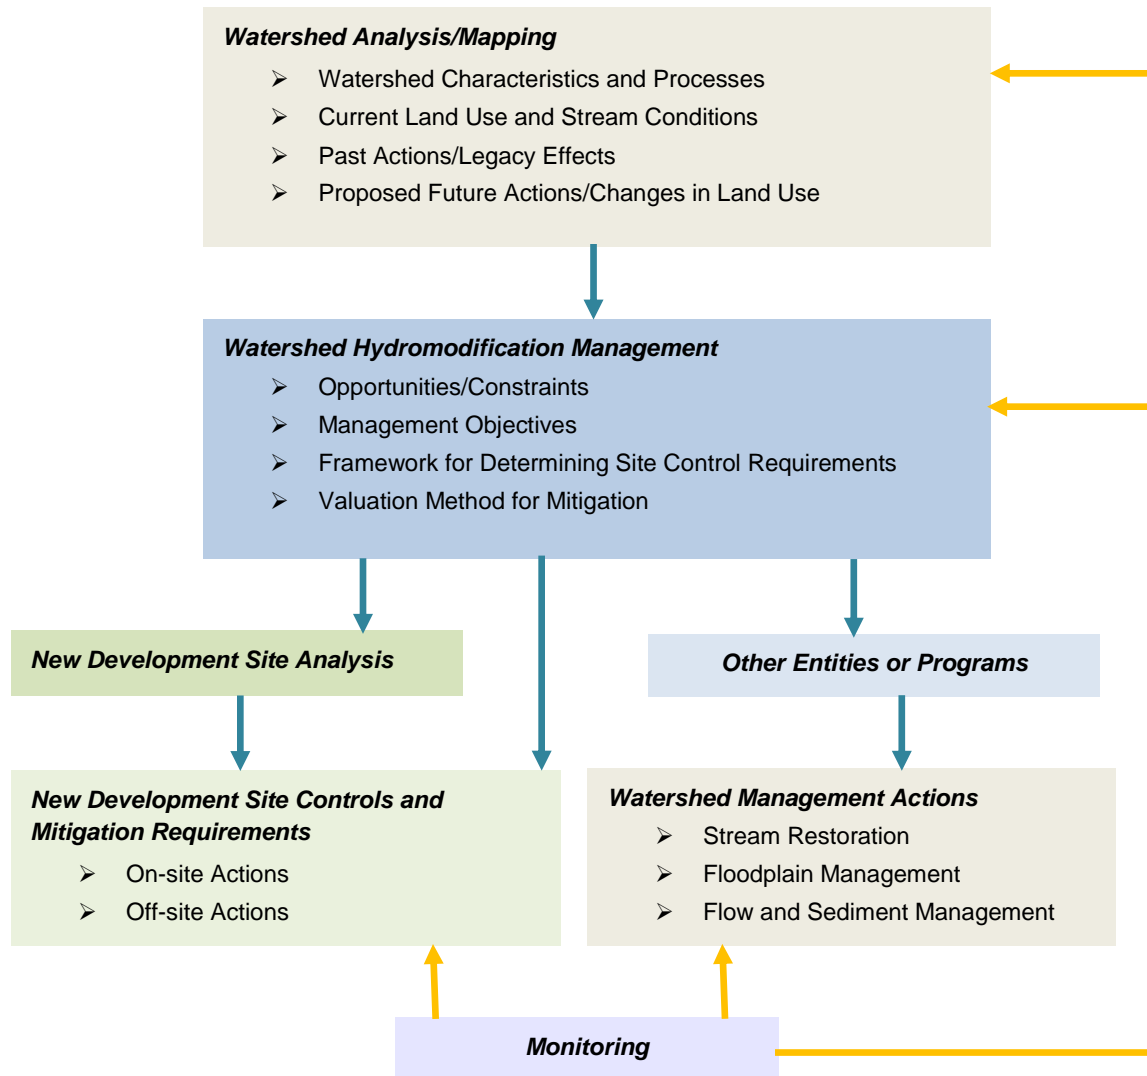 Watershed Analysis/Mapping
➢ Watershed Characteristics and Processes
➢ Current Land Use and Stream Conditions
➢ Past Actions/Legacy Effects
➢ Proposed Future Actions/Changes in Land Use
Watershed Hydromodification Management
➢ Opportunities/Constraints
➢ Management Objectives
➢ Framework for Determining Site Control Requirements
➢ Valuation Method for Mitigation
New Development Site Analysis
Other Entities or Programs
New Development Site Controls and
Mitigation Requirements
➢ On-site Actions
➢ Off-site Actions
Watershed Management Actions
➢ Stream Restoration
➢ Floodplain Management
➢ Flow and Sediment Management
Monitoring